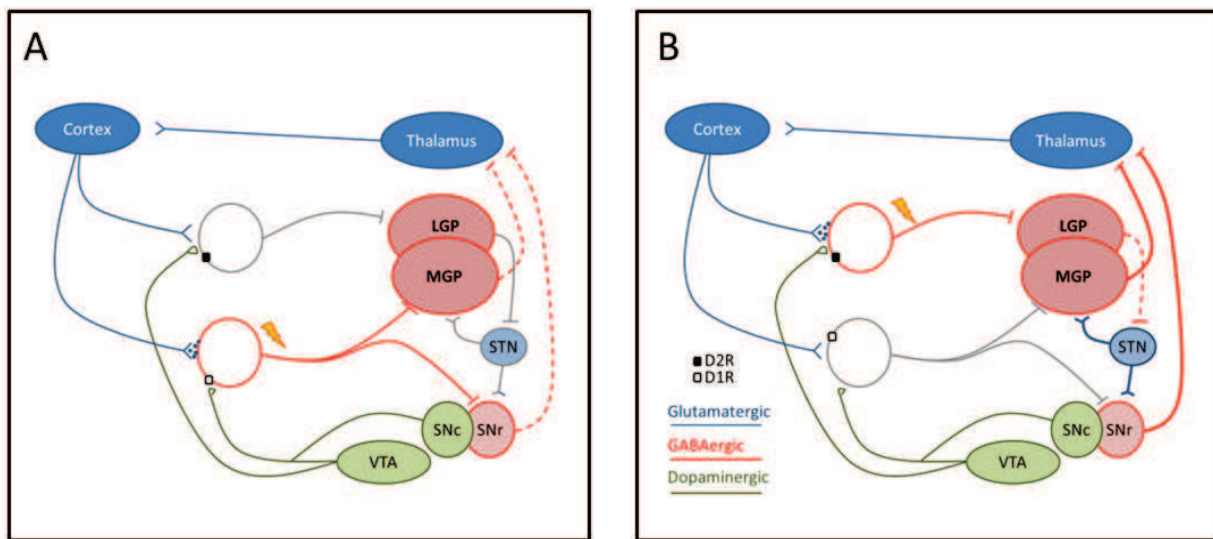 A
Cortex
Thalamus
LGP
MGP
STN
SNc
SNr
VTA
B
Cortex
Thalamus
LGP
MGP
STN
D2R
D1R
Glutamatergic
GABAergic
Dopaminergic
SNc
SNr
VTA